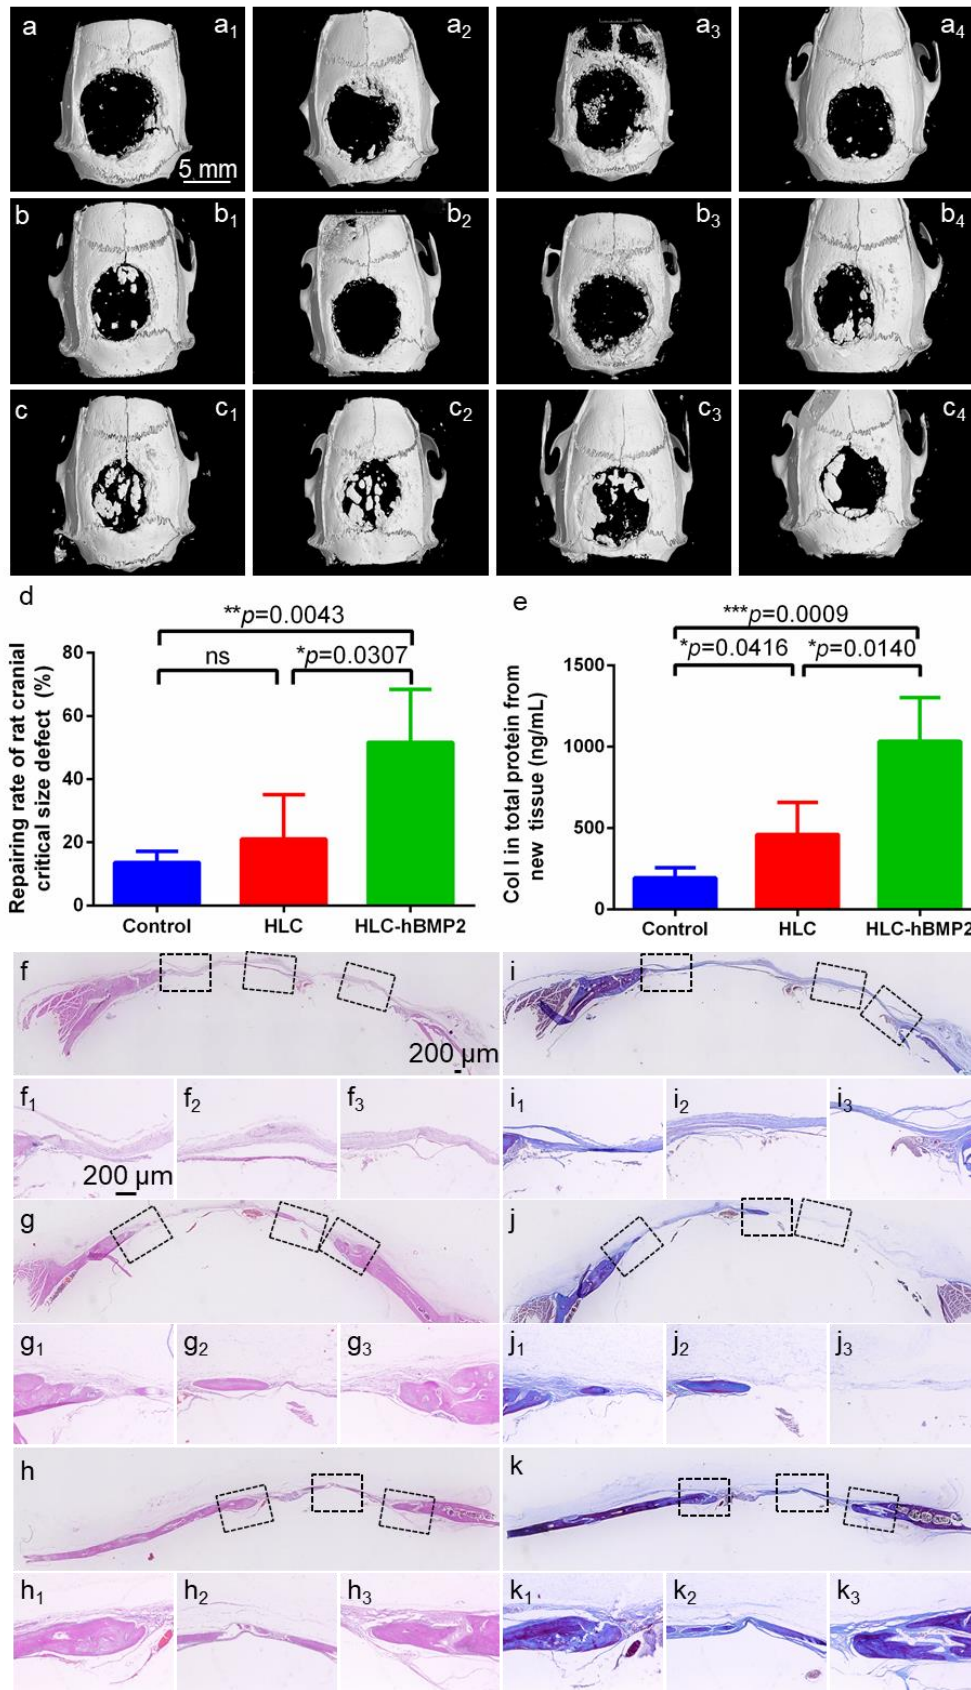 a a1 a2 a3 a4
5 mm
b b1 b2 b3 b4
c c1 c2 c3 c4
d
**p=0.0043
ns *p=0.0307
Repairing rate of rat cranial
critical size defect (%)
80
60
40
20
0
Control HLC HLC-hBMP2
e
***p=0.0009
*p=0.0416 *p=0.0140
Col I in total protein from
new tissue (ng/mL)
1500
1000
500
0
Control HLC HLC-hBMP2
f i
200 µm
f1 f2 f3 i1 i2 i3
200 µm
g j
g1 g2 g3 j1 j2 j3
h k
h1 h2 h3 k1 k2 k3